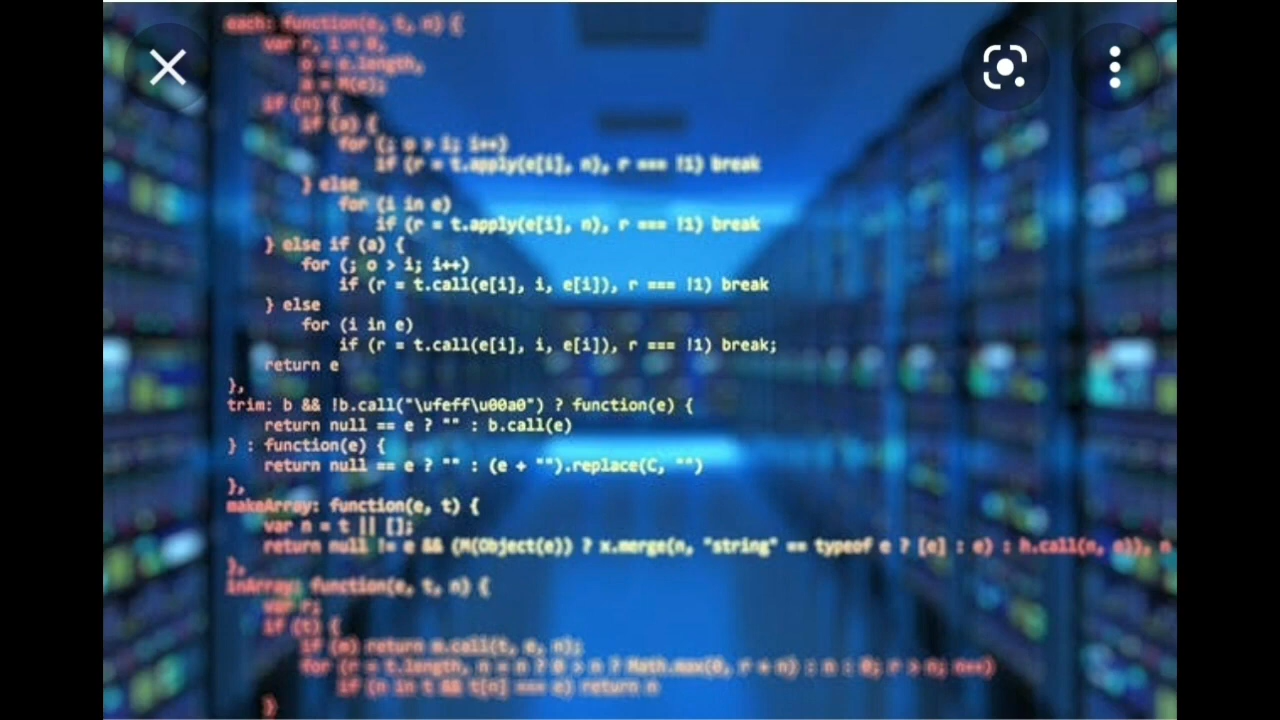 each: function(e, t, n) {
var r, i = 0,
o = e.length,
a = M(e);
if (n) {
if (a) {
for (; o > i; i++)
if (r = t.apply(e[i], n), r === !1) break
} else
for (i in e)
if (r = t.apply(e[i], n), r === !1) break
} else if (a) {
for (; o > i; i++)
if (r = t.call(e[i], i, e[i]), r === !1) break
} else
for (i in e)
if (r = t.call(e[i], i, e[i]), r === !1) break;
return e
},
trim: b && !b.call("\ufeff\u00a0") ? function(e) {
return null == e ? "" : b.call(e)
} : function(e) {
return null == e ? "" : (e + "").replace(C, "")
},
makeArray: function(e, t) {
var n = t || [];
return null != e && (M(Object(e)) ? x.merge(n, "string" == typeof e ? [e] : e) : h.call(n, e)), n
},
inArray: function(e, t, n) {
var r;
if (t) {
if (m) return m.call(t, e, n);
for (r = t.length, n = n ? 0 > n ? Math.max(0, r + n) : n : 0; r > n; n++)
if (n in t && t[n] === e) return n
}